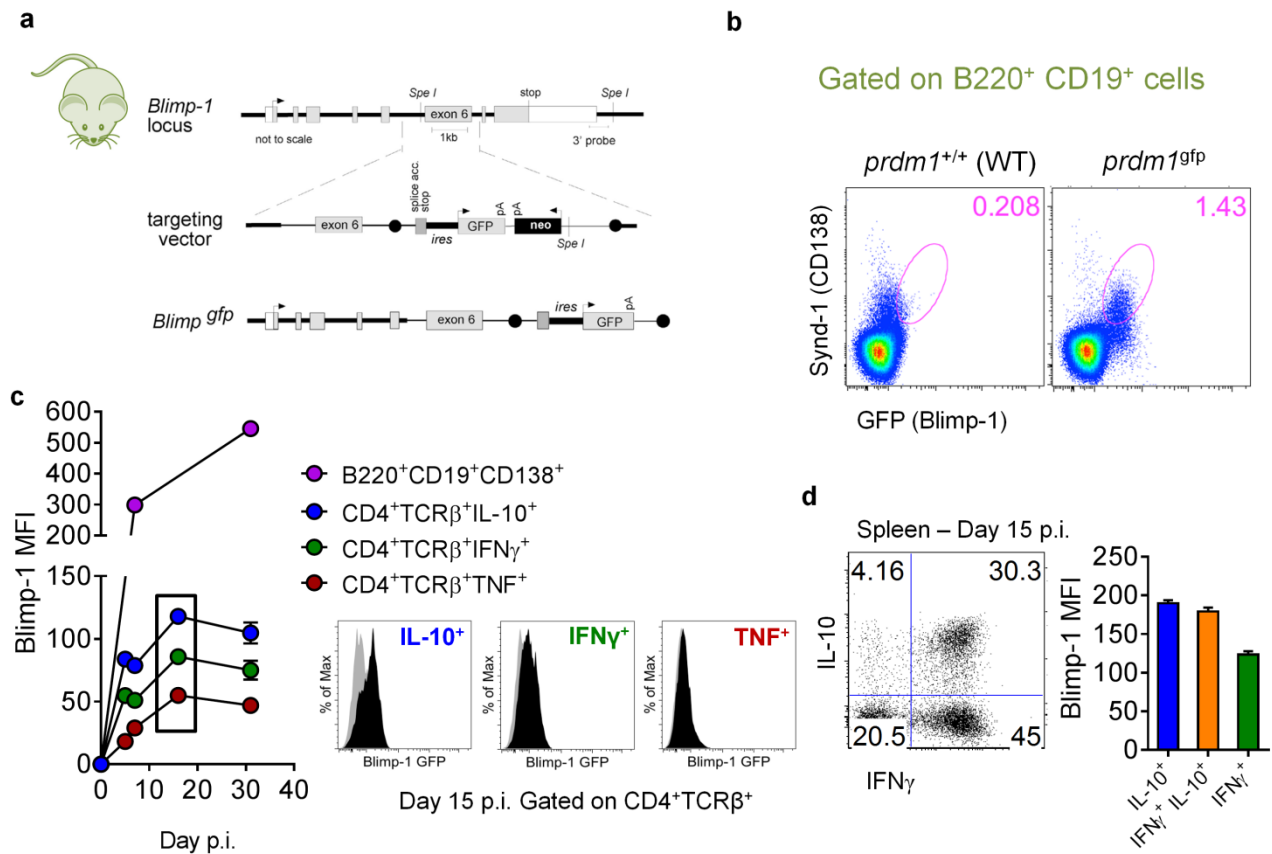 a
Blimp-1
locus
Spe I
stop
Spe I
exon 6
not to scale
1kb
3' probe
targeting
vector
splice acc.
stop
exon 6
ires
GFP
pA
pA
neo
Spe I
Blimp gfp
exon 6
ires
GFP
pA
b
Gated on B220+ CD19+ cells
prdm1+/+ (WT)
prdm1gfp
0.208
1.43
Synd-1 (CD138)
GFP (Blimp-1)
c
Blimp-1 MFI
600
500
400
300
200
150
100
50
0
0 10 20 30 40
Day p.i.
B220+CD19+CD138+
CD4+TCRβ+IL-10+
CD4+TCRβ+IFNγ+
CD4+TCRβ+TNF+
IL-10+
IFNγ+
TNF+
% of Max
% of Max
% of Max
Blimp-1 GFP
Blimp-1 GFP
Blimp-1 GFP
Day 15 p.i. Gated on CD4+TCRβ+
d
Spleen – Day 15 p.i.
4.16
30.3
20.5
45
IL-10
IFNγ
Blimp-1 MFI
250
200
150
100
50
0
IL-10+
IFNγ+ IL-10+
IFNγ+